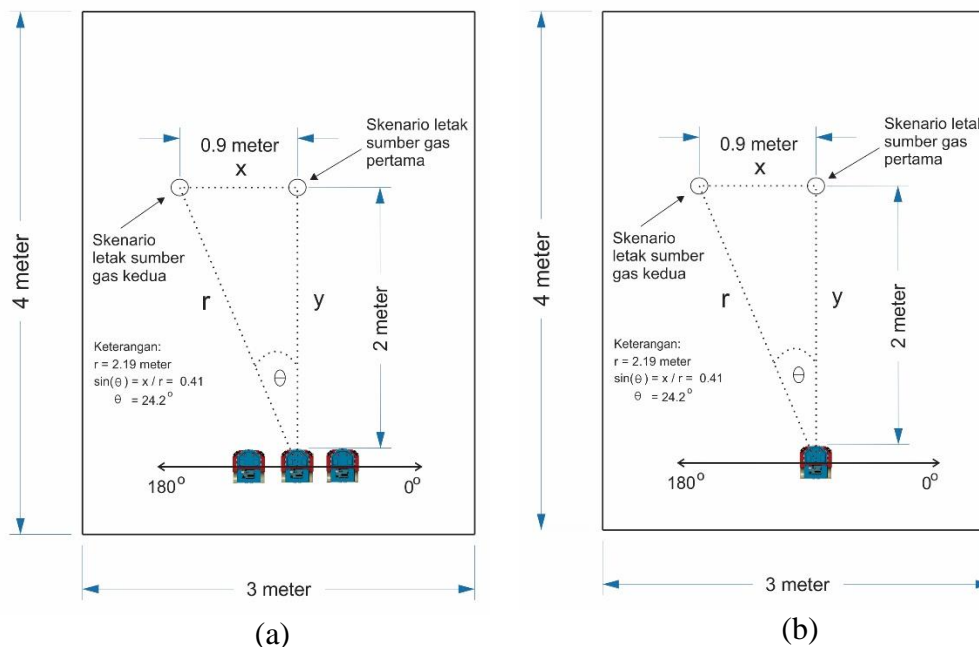 4 meter
0.9 meter
x
Skenario letak
sumber gas
pertama
Skenario
letak sumber
gas kedua
r
y
2 meter
Keterangan:
r = 2.19 meter
sin(θ) = x / r = 0.41
θ = 24.2°
θ
180°
0°
3 meter
(a)
4 meter
0.9 meter
x
Skenario letak
sumber gas
pertama
Skenario
letak sumber
gas kedua
r
y
2 meter
Keterangan:
r = 2.19 meter
sin(θ) = x / r = 0.41
θ = 24.2°
θ
180°
0°
3 meter
(b)